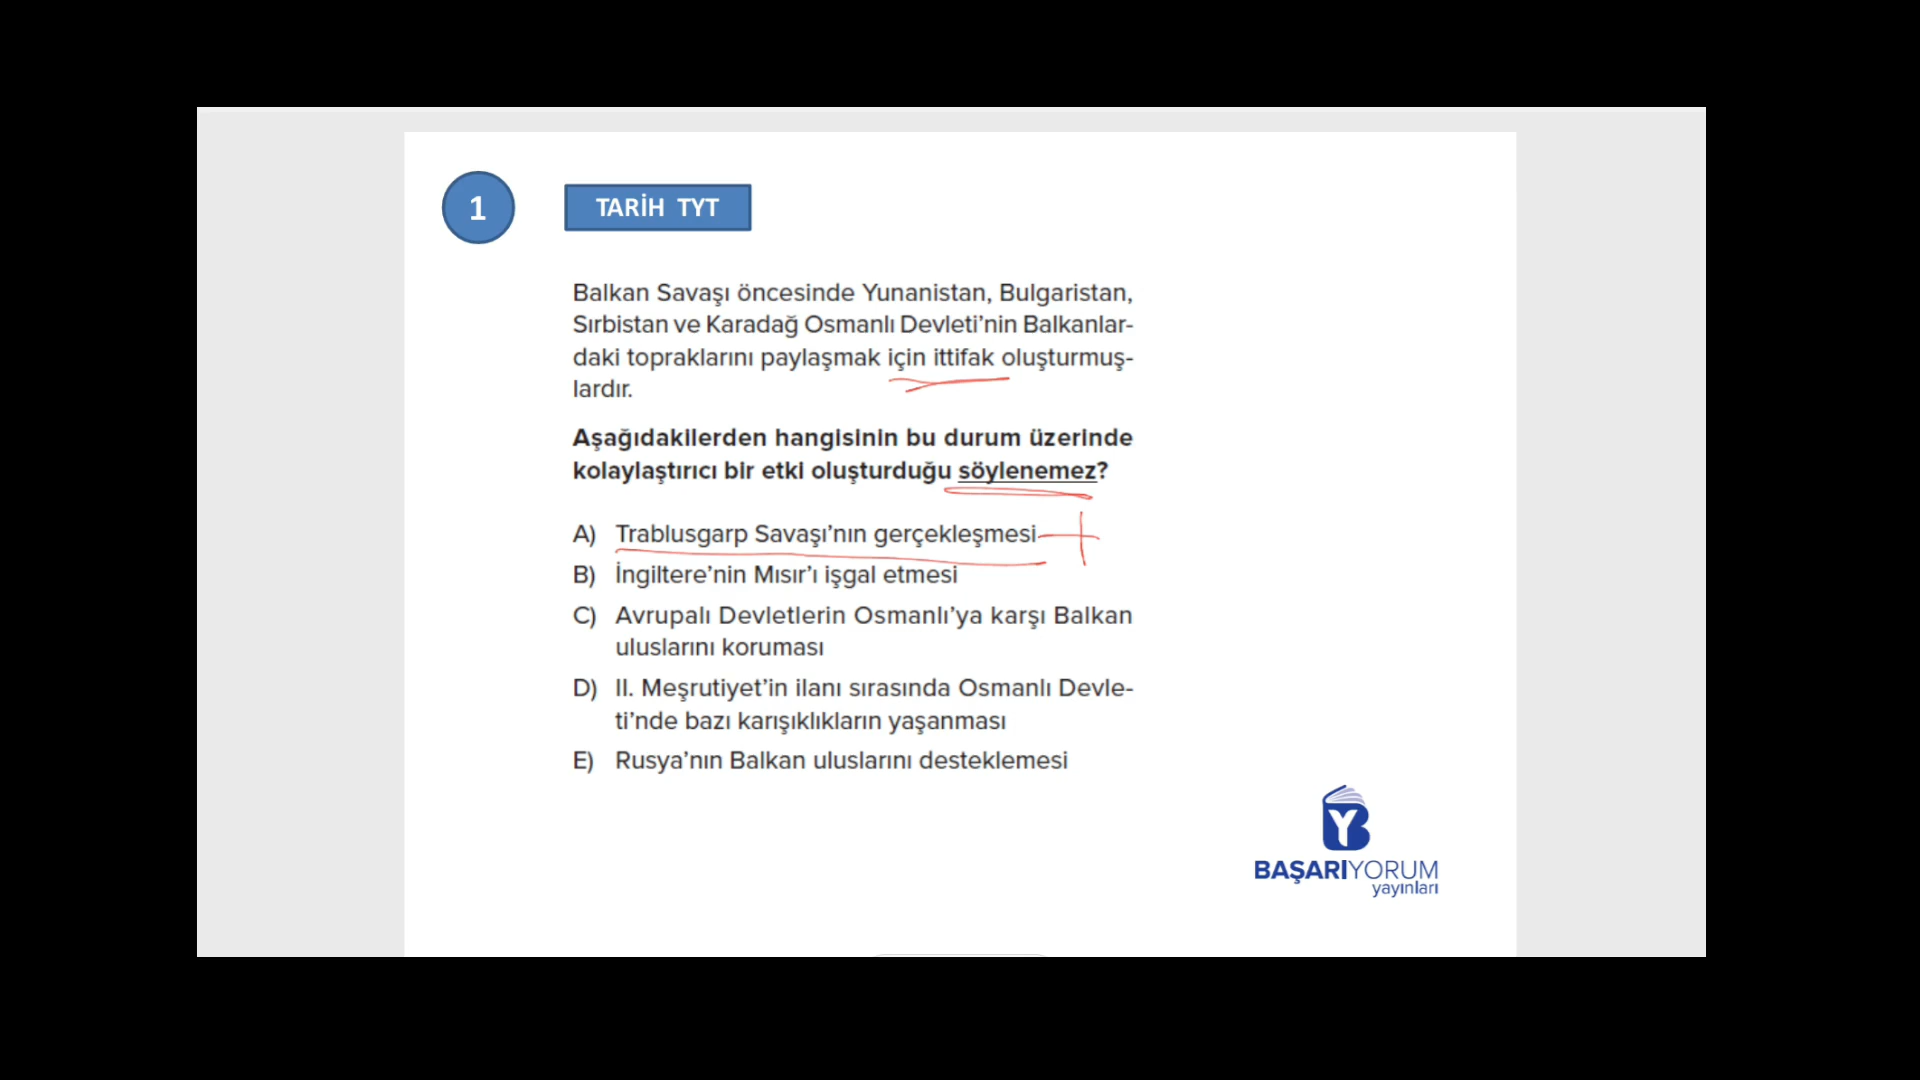 1
TARİH TYT
Balkan Savaşı öncesinde Yunanistan, Bulgaristan,
Sırbistan ve Karadağ Osmanlı Devleti’nin Balkanlar-
daki topraklarını paylaşmak için ittifak oluşturmuş-
lardır.
Aşağıdakilerden hangisinin bu durum üzerinde
kolaylaştırıcı bir etki oluşturduğu söylenemez?
A) Trablusgarp Savaşı’nın gerçekleşmesi
B) İngiltere’nin Mısır’ı işgal etmesi
C) Avrupalı Devletlerin Osmanlı’ya karşı Balkan
uluslarını koruması
D) II. Meşrutiyet’in ilanı sırasında Osmanlı Devle-
ti’nde bazı karışıklıkların yaşanması
E) Rusya’nın Balkan uluslarını desteklemesi
BAŞARIYORUM
yayınları